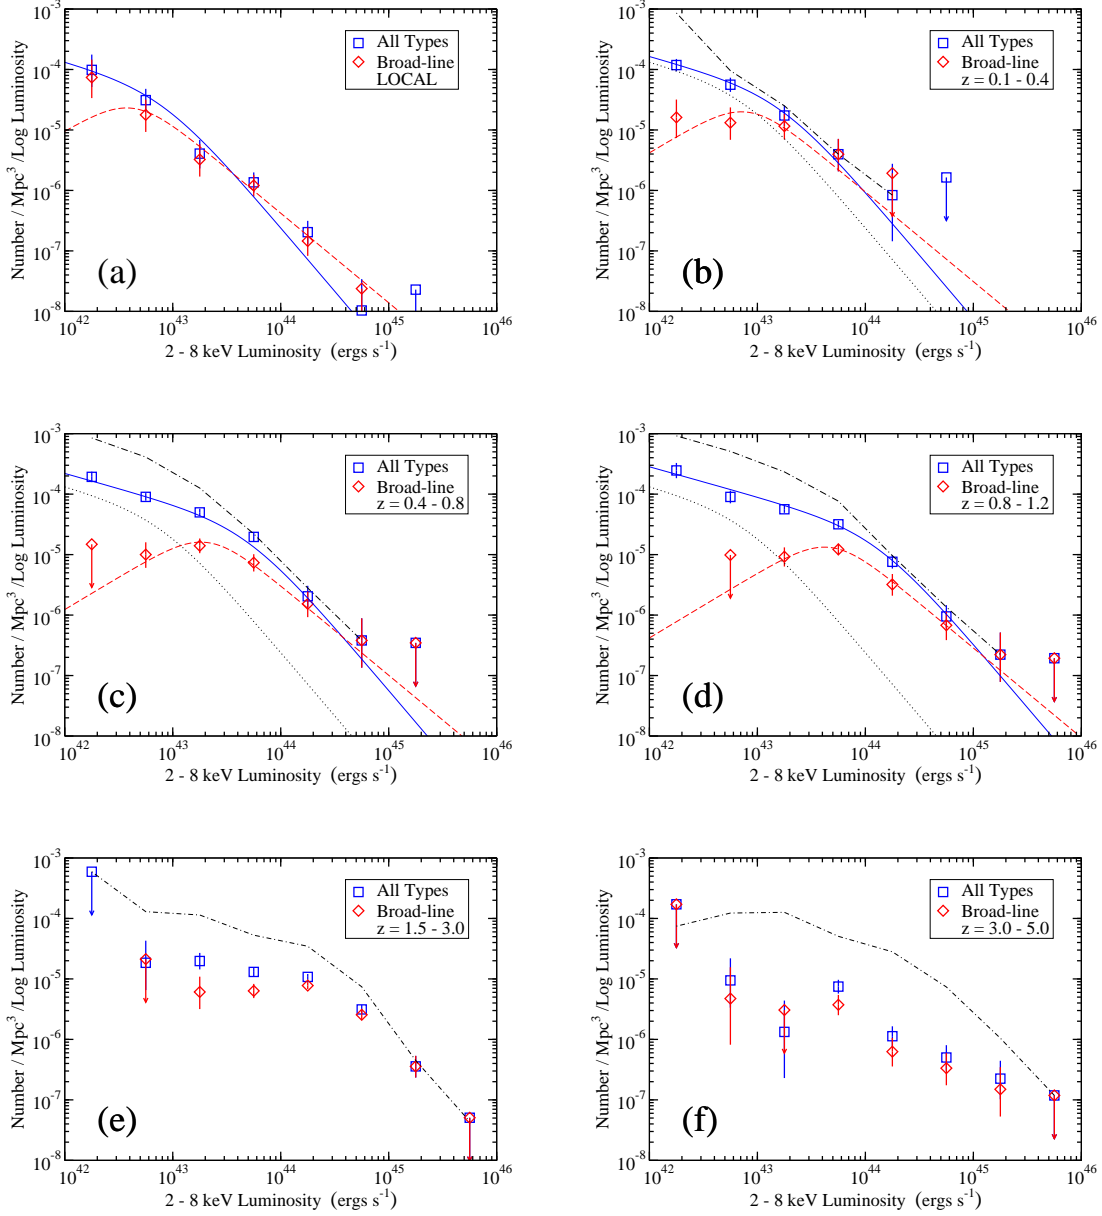 10^-3
10^-4
10^-5
10^-6
10^-7
10^-8
Number / Mpc^3 /Log Luminosity
All Types
Broad-line
LOCAL
(a)
10^42 10^43 10^44 10^45 10^46
2 - 8 keV Luminosity (ergs s^-1)
10^-3
10^-4
10^-5
10^-6
10^-7
10^-8
Number / Mpc^3 /Log Luminosity
All Types
Broad-line
z = 0.1 - 0.4
(b)
10^42 10^43 10^44 10^45 10^46
2 - 8 keV Luminosity (ergs s^-1)
10^-3
10^-4
10^-5
10^-6
10^-7
10^-8
Number / Mpc^3 /Log Luminosity
All Types
Broad-line
z = 0.4 - 0.8
(c)
10^42 10^43 10^44 10^45 10^46
2 - 8 keV Luminosity (ergs s^-1)
10^-3
10^-4
10^-5
10^-6
10^-7
10^-8
Number / Mpc^3 /Log Luminosity
All Types
Broad-line
z = 0.8 - 1.2
(d)
10^42 10^43 10^44 10^45 10^46
2 - 8 keV Luminosity (ergs s^-1)
10^-3
10^-4
10^-5
10^-6
10^-7
10^-8
Number / Mpc^3 /Log Luminosity
All Types
Broad-line
z = 1.5 - 3.0
(e)
10^42 10^43 10^44 10^45 10^46
2 - 8 keV Luminosity (ergs s^-1)
10^-3
10^-4
10^-5
10^-6
10^-7
10^-8
Number / Mpc^3 /Log Luminosity
All Types
Broad-line
z = 3.0 - 5.0
(f)
10^42 10^43 10^44 10^45 10^46
2 - 8 keV Luminosity (ergs s^-1)